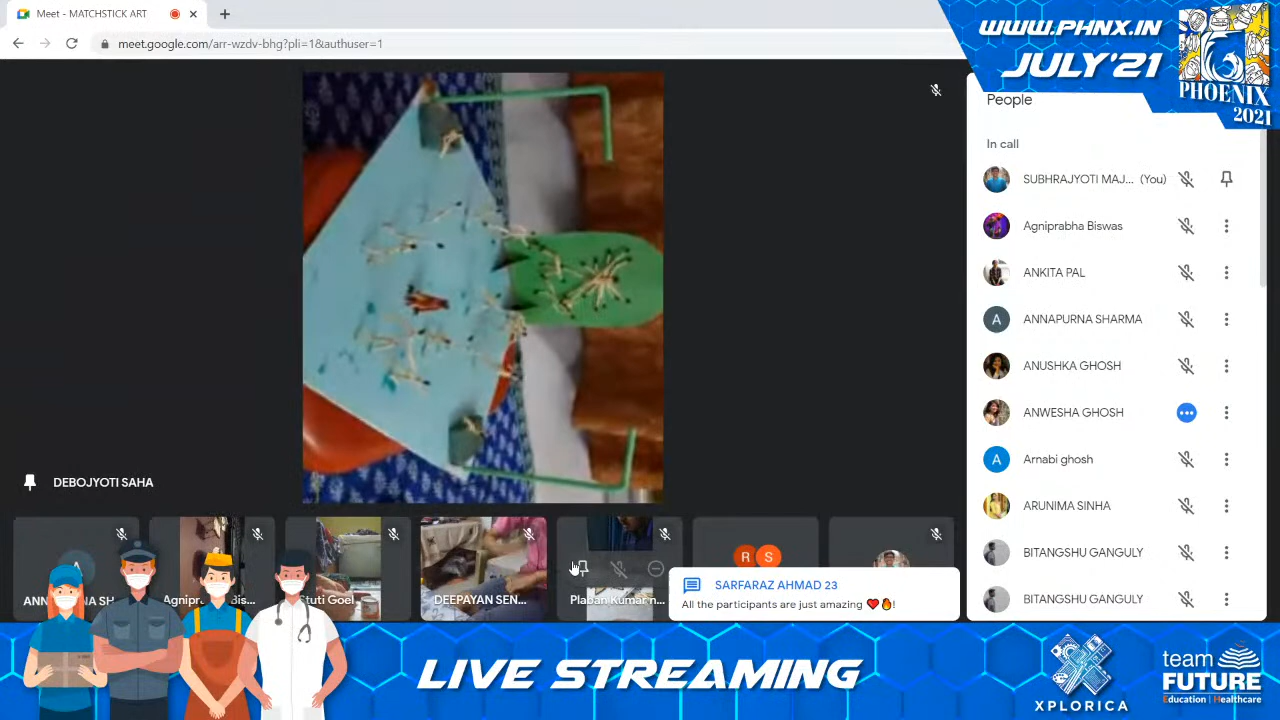 Meet - MATCHSTICK ART
meet.google.com/arr-wzdv-bhg?pli=1&authuser=1
WWW.PHNX.IN
JULY'21
PHOENIX
2021
People
In call
SUBHRAJYOTI MAJ... (You)
Agniprabha Biswas
ANKITA PAL
ANNAPURNA SHARMA
ANUSHKA GHOSH
ANWESHA GHOSH
A
Arnabi ghosh
ARUNIMA SINHA
BITANGSHU GANGULY
BITANGSHU GANGULY
DEBOJYOTI SAHA
Stuti Goel
DEEPAYAN SEN...
Plaban Kumar n...
R S
SARFARAZ AHMAD 23
All the participants are just amazing ❤️🔥!
LIVE STREAMING
XPLORICA
team
FUTURE
Education | Healthcare